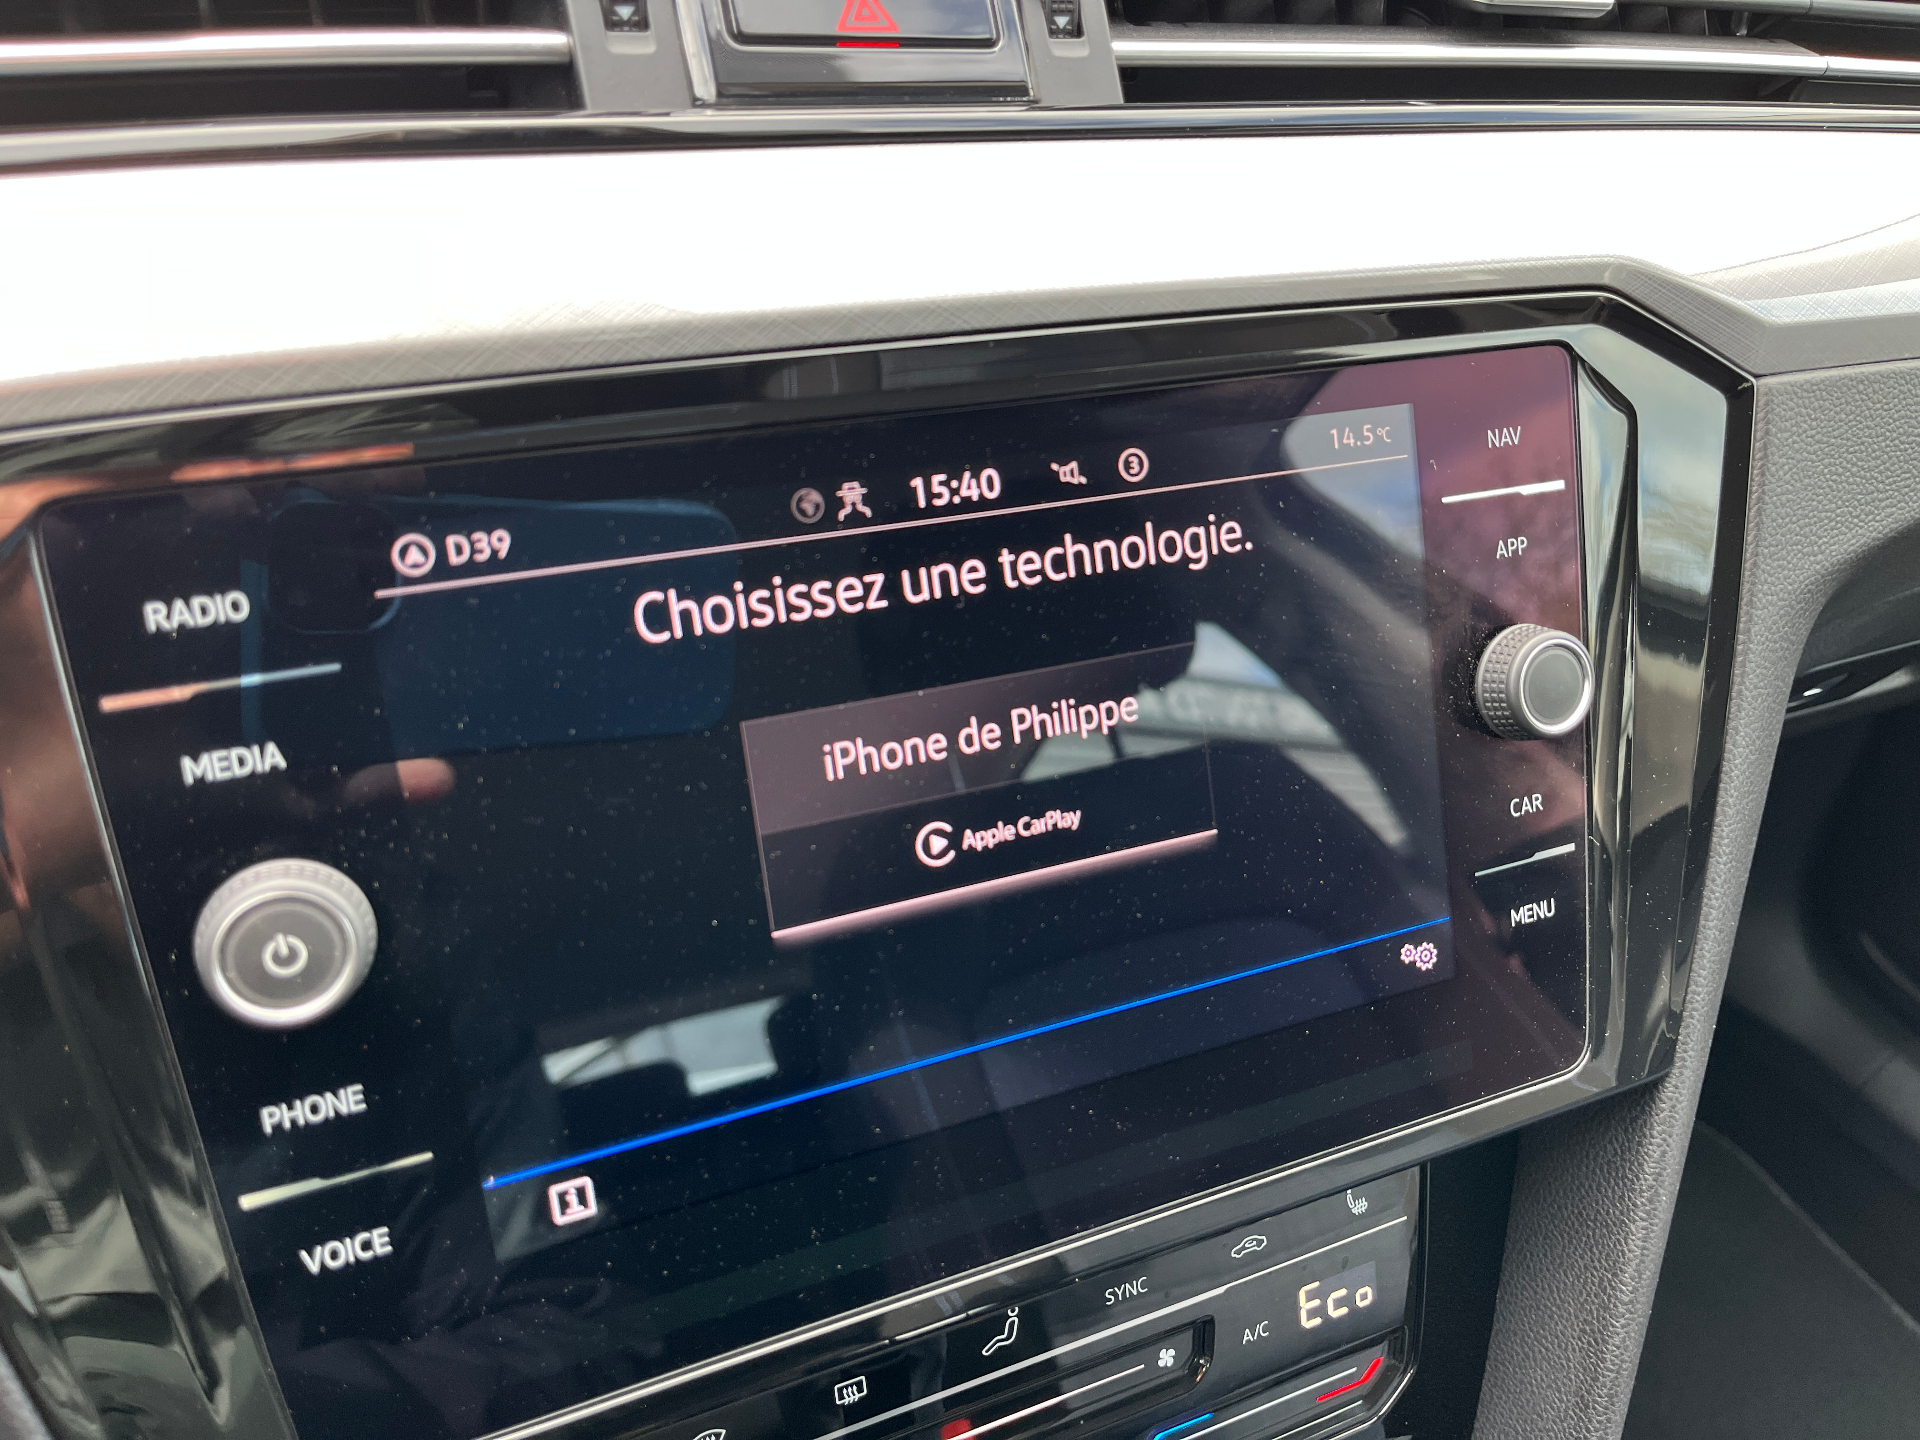 D39
15:40
3
14.5°C
NAV
APP
RADIO
Choisissez une technologie.
MEDIA
iPhone de Philippe
Apple CarPlay
CAR
MENU
PHONE
VOICE
SYNC
A/C
Eco